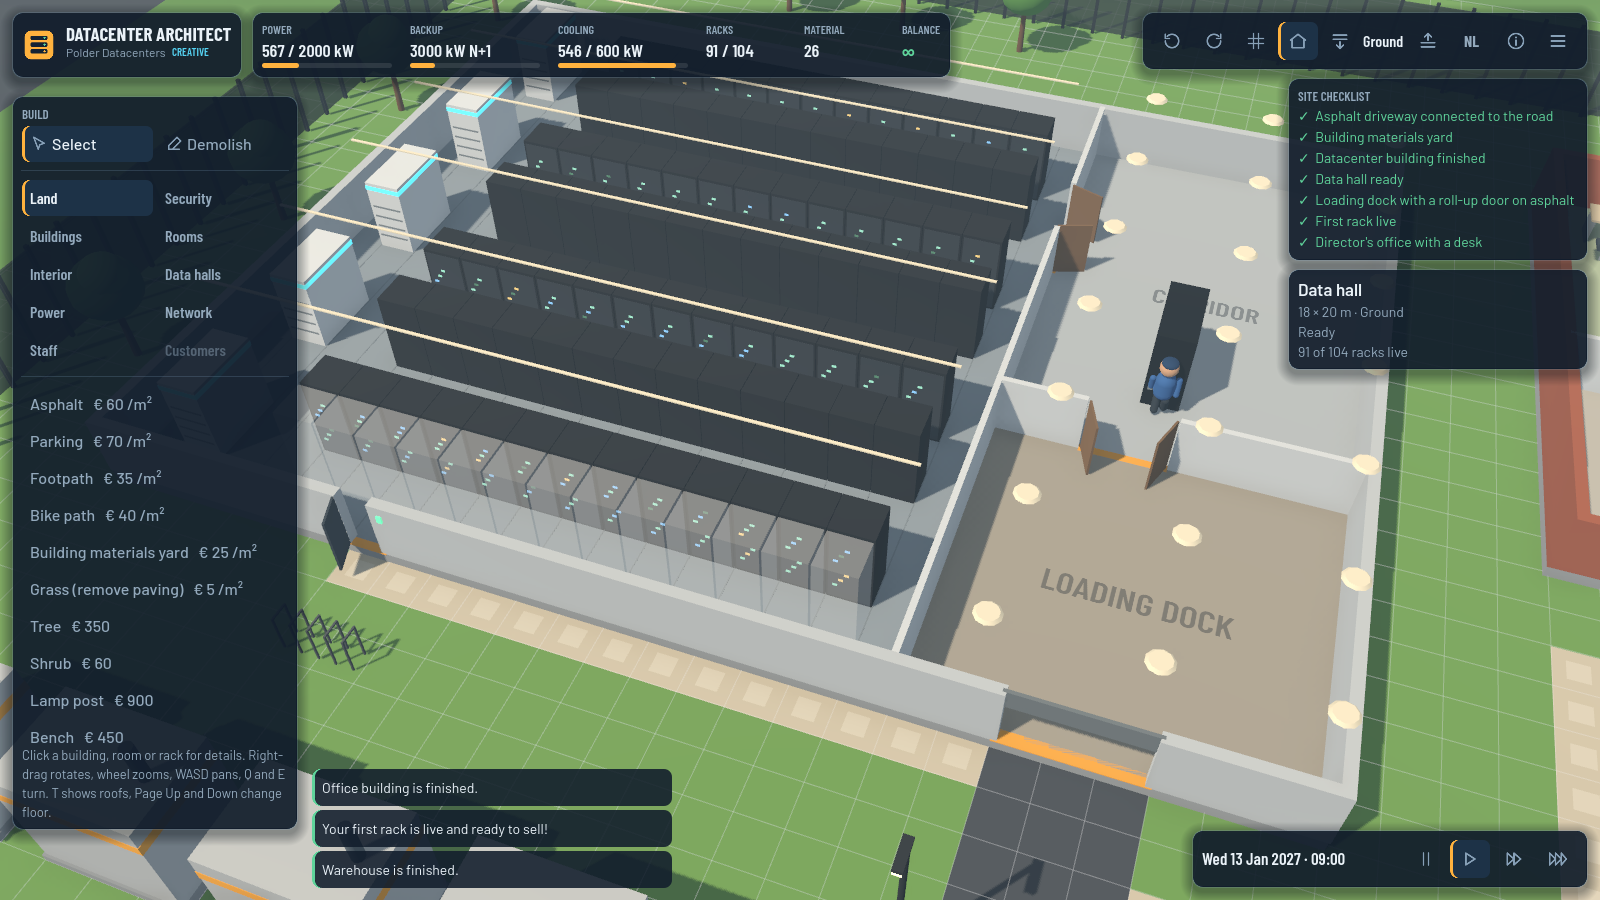 DATACENTER ARCHITECT
Polder Datacenters CREATIVE
POWER
567 / 2000 kW
BACKUP
3000 kW N+1
COOLING
546 / 600 kW
RACKS
91 / 104
MATERIAL
26
BALANCE
∞
Ground
NL
BUILD
Select
Demolish
Land
Security
Buildings
Rooms
Interior
Data halls
Power
Network
Staff
Customers
Asphalt € 60 /m²
Parking € 70 /m²
Footpath € 35 /m²
Bike path € 40 /m²
Building materials yard € 25 /m²
Grass (remove paving) € 5 /m²
Tree € 350
Shrub € 60
Lamp post € 900
Bench € 450
Click a building, room or rack for details. Right-
drag rotates, wheel zooms, WASD pans, Q and E
turn. T shows roofs, Page Up and Down change
floor.
SITE CHECKLIST
✓ Asphalt driveway connected to the road
✓ Building materials yard
✓ Datacenter building finished
✓ Data hall ready
✓ Loading dock with a roll-up door on asphalt
✓ First rack live
✓ Director's office with a desk
Data hall
18 × 20 m · Ground
Ready
91 of 104 racks live
LOADING DOCK
Office building is finished.
Your first rack is live and ready to sell!
Warehouse is finished.
Wed 13 Jan 2027 · 09:00